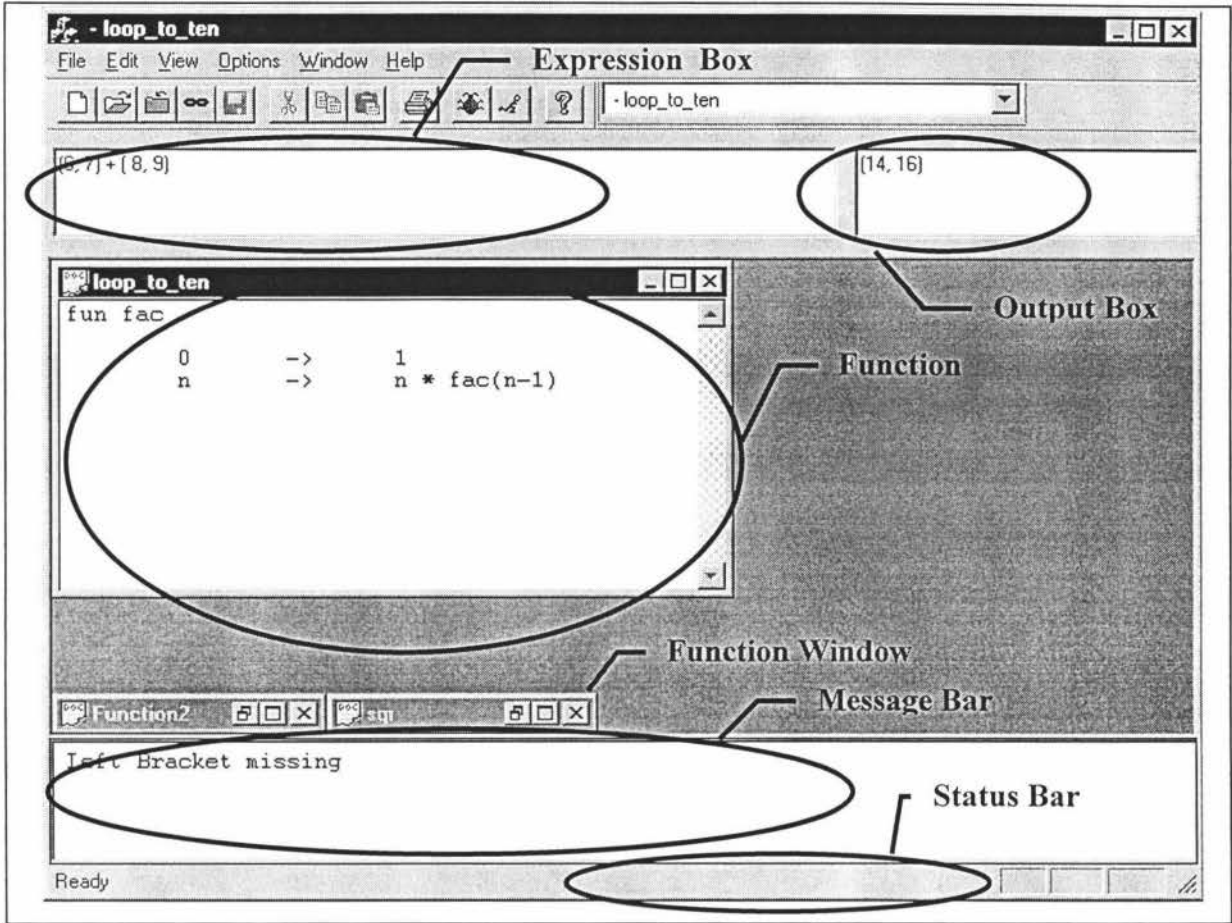 - loop_to_ten
File Edit View Options Window Help
Expression Box
- loop_to_ten
(6, 7) + ( 8, 9)
(14, 16)
loop_to_ten
fun fac
0 -> 1
n -> n * fac(n-1)
Output Box
Function
Function Window
Function2
sqr
Message Bar
Left Bracket missing
Status Bar
Ready